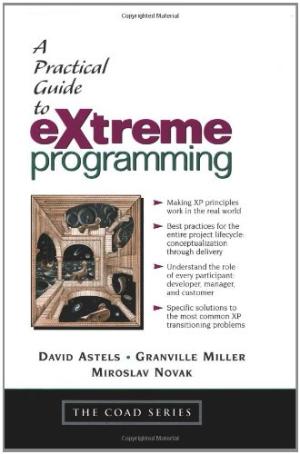 A
Practical
Guide
to
eXtreme
programming
Making XP principles
work in the real world
Best practices for the
entire project lifecycle:
conceptualization
through delivery
Understand the role
of every participant:
developer, manager,
and customer
Specific solutions to
the most common XP
transitioning problems
DAVID ASTELS • GRANVILLE MILLER
MIROSLAV NOVAK
THE COAD SERIES